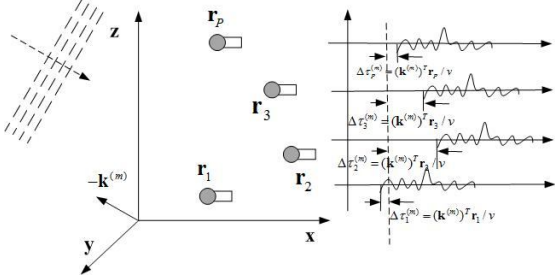 z
r_P
r_3
r_2
r_1
−k^(m)
y
x
Δτ_P^(m) = (k^(m))^T r_P / v
Δτ_3^(m) = (k^(m))^T r_3 / v
Δτ_2^(m) = (k^(m))^T r_2 / v
Δτ_1^(m) = (k^(m))^T r_1 / v